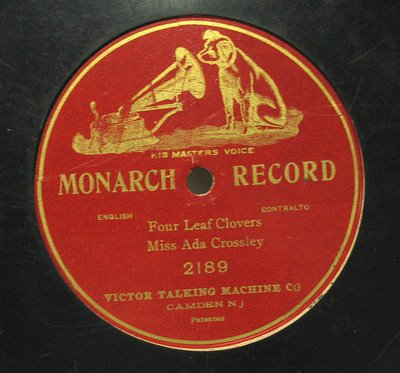 HIS MASTERS VOICE
MONARCH RECORD
ENGLISH CONTRALTO
Four Leaf Clovers
Miss Ada Crossley
2189
VICTOR TALKING MACHINE CO
CAMDEN N j
Patented